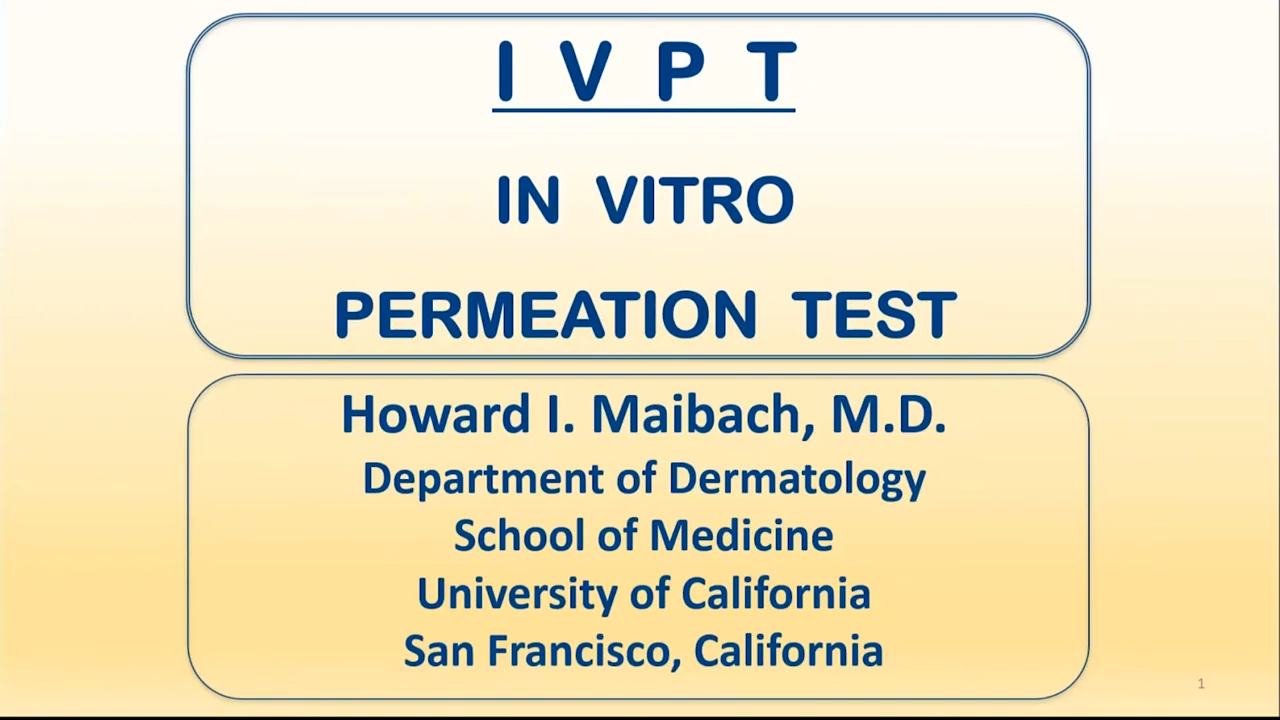 I V P T
IN VITRO
PERMEATION TEST
Howard I. Maibach, M.D.
Department of Dermatology
School of Medicine
University of California
San Francisco, California
1